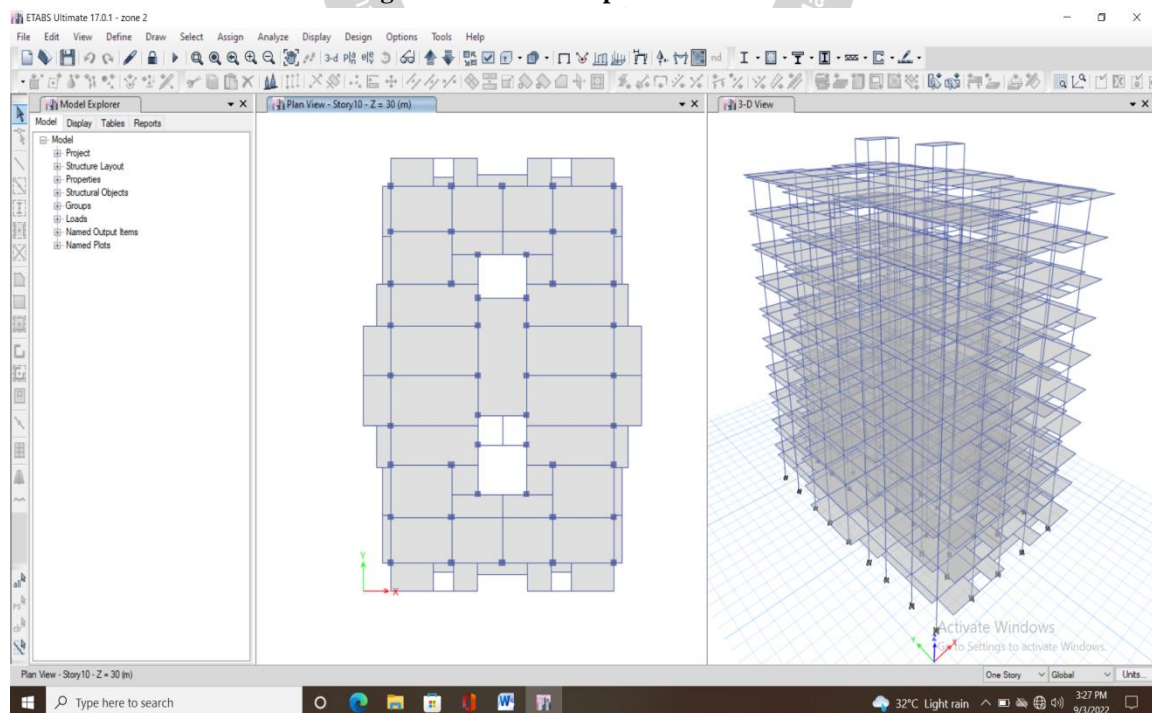 ETABS Ultimate 17.0.1 - zone 2
File Edit View Define Draw Select Assign Analyze Display Design Options Tools Help
3-d
nd
Model Explorer
Plan View - Story10 - Z = 30 (m)
3-D View
Model Display Tables Reports
Model
Project
Structure Layout
Properties
Structural Objects
Groups
Loads
Named Output Items
Named Plots
Y
X
Activate Windows
Go to Settings to activate Windows.
Plan View - Story10 - Z = 30 (m)
One Story Global Units...
Type here to search
32°C Light rain
3:27 PM
9/3/2022